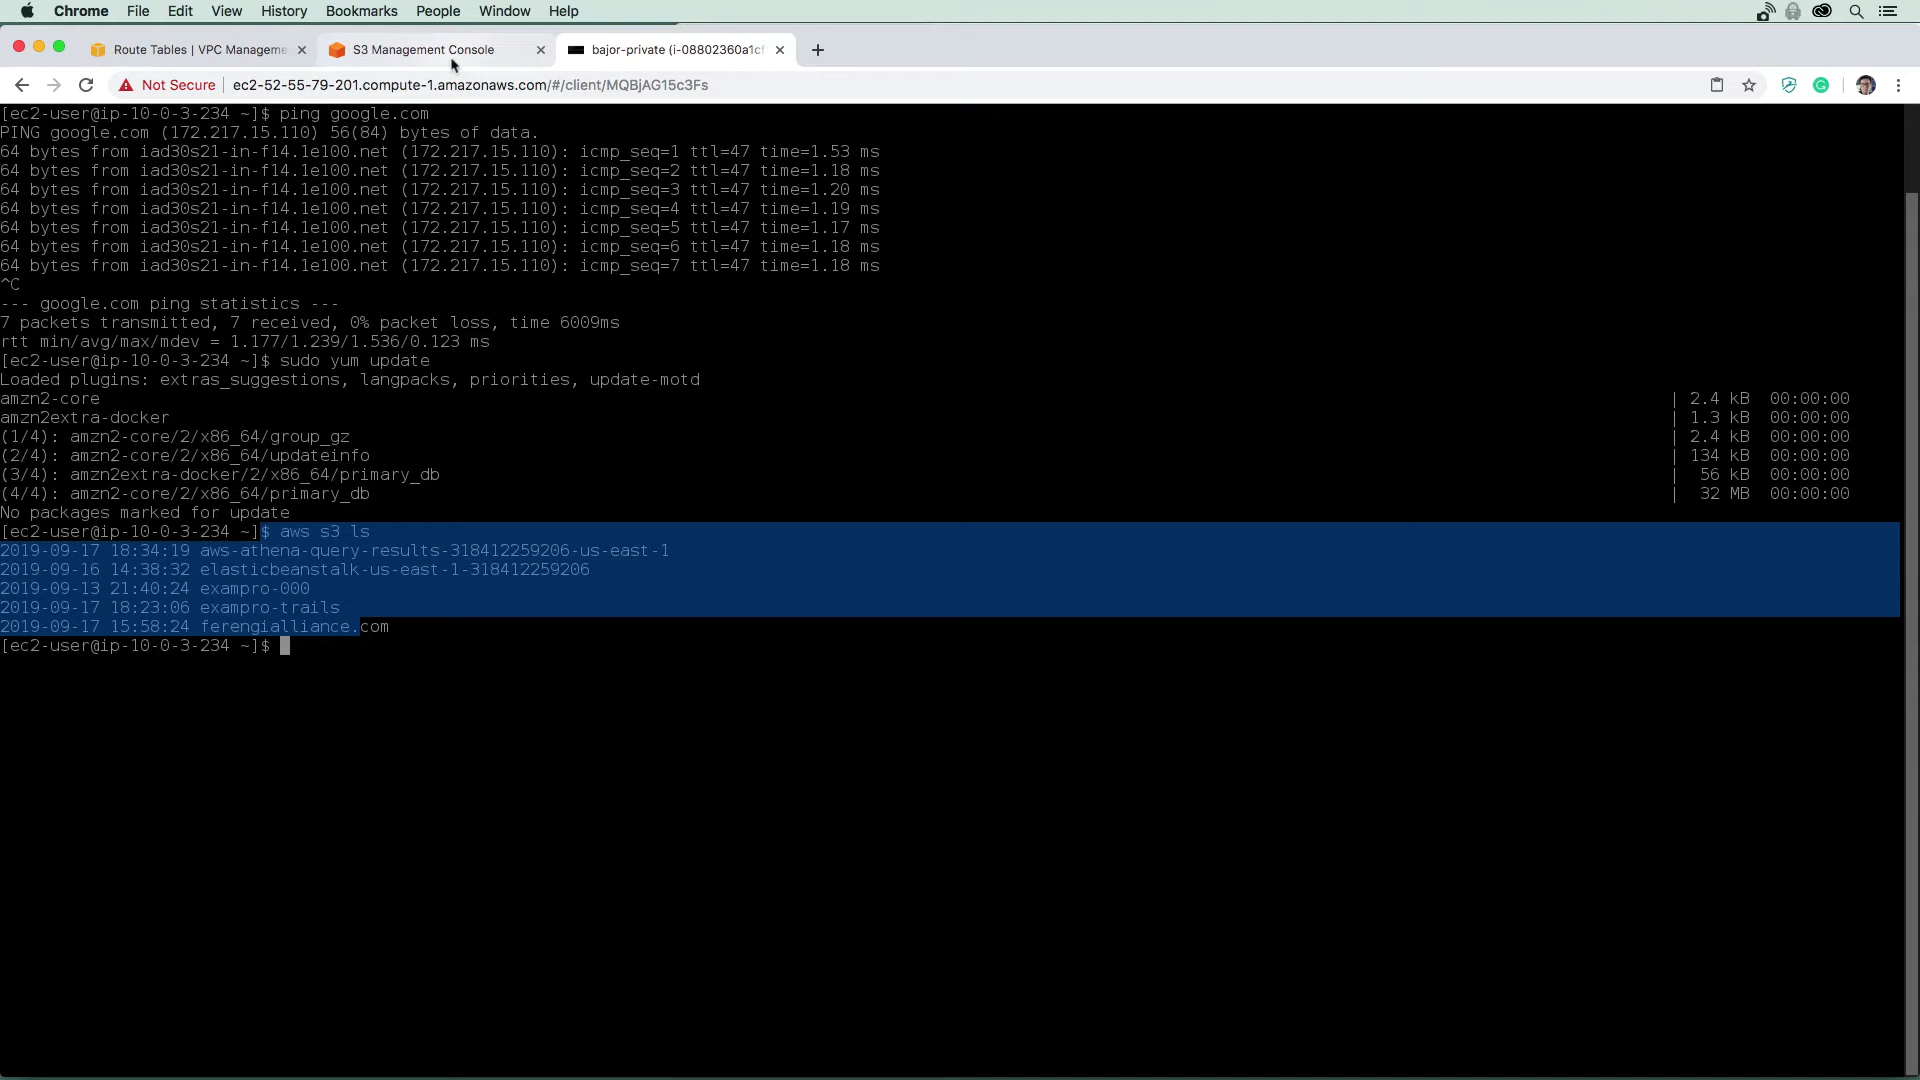 Chrome File Edit View History Bookmarks People Window Help
Route Tables | VPC Manageme S3 Management Console bajor-private (i-08802360a1cf
Not Secure ec2-52-55-79-201.compute-1.amazonaws.com/#/client/MQBjAG15c3Fs
[ec2-user@ip-10-0-3-234 ~]$ ping google.com
PING google.com (172.217.15.110) 56(84) bytes of data.
64 bytes from iad30s21-in-f14.1e100.net (172.217.15.110): icmp_seq=1 ttl=47 time=1.53 ms
64 bytes from iad30s21-in-f14.1e100.net (172.217.15.110): icmp_seq=2 ttl=47 time=1.18 ms
64 bytes from iad30s21-in-f14.1e100.net (172.217.15.110): icmp_seq=3 ttl=47 time=1.20 ms
64 bytes from iad30s21-in-f14.1e100.net (172.217.15.110): icmp_seq=4 ttl=47 time=1.19 ms
64 bytes from iad30s21-in-f14.1e100.net (172.217.15.110): icmp_seq=5 ttl=47 time=1.17 ms
64 bytes from iad30s21-in-f14.1e100.net (172.217.15.110): icmp_seq=6 ttl=47 time=1.18 ms
64 bytes from iad30s21-in-f14.1e100.net (172.217.15.110): icmp_seq=7 ttl=47 time=1.18 ms
^C
--- google.com ping statistics ---
7 packets transmitted, 7 received, 0% packet loss, time 6009ms
rtt min/avg/max/mdev = 1.177/1.239/1.536/0.123 ms
[ec2-user@ip-10-0-3-234 ~]$ sudo yum update
Loaded plugins: extras_suggestions, langpacks, priorities, update-motd
amzn2-core | 2.4 kB 00:00:00
amzn2extra-docker | 1.3 kB 00:00:00
(1/4): amzn2-core/2/x86_64/group_gz | 2.4 kB 00:00:00
(2/4): amzn2-core/2/x86_64/updateinfo | 134 kB 00:00:00
(3/4): amzn2extra-docker/2/x86_64/primary_db | 56 kB 00:00:00
(4/4): amzn2-core/2/x86_64/primary_db | 32 MB 00:00:00
No packages marked for update
[ec2-user@ip-10-0-3-234 ~]$ aws s3 ls
2019-09-17 18:34:19 aws-athena-query-results-318412259206-us-east-1
2019-09-16 14:38:32 elasticbeanstalk-us-east-1-318412259206
2019-09-13 21:40:24 exampro-000
2019-09-17 18:23:06 exampro-trails
2019-09-17 15:58:24 ferengialliance.com
[ec2-user@ip-10-0-3-234 ~]$